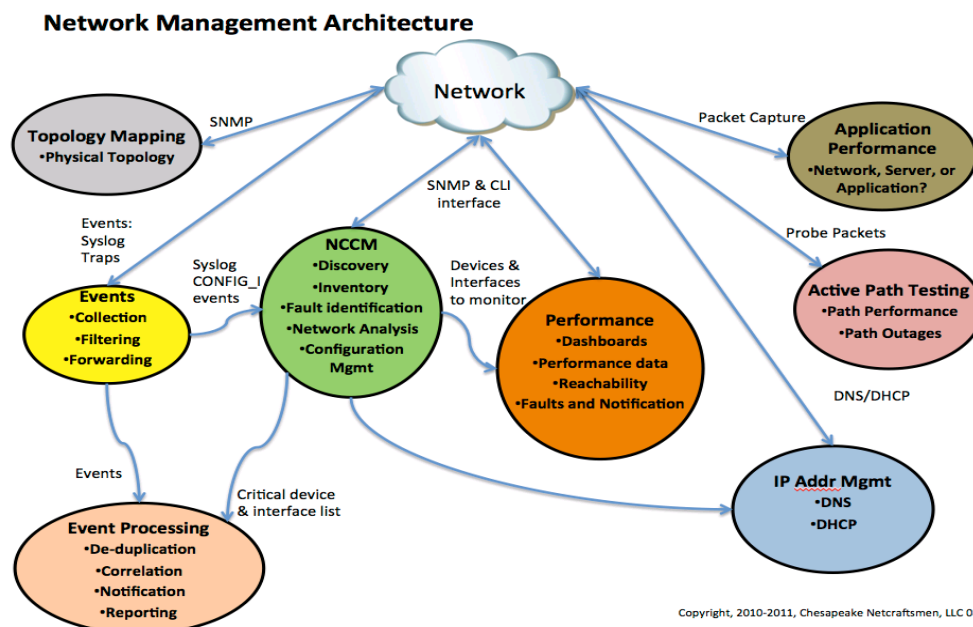 Network Management Architecture
Network
SNMP
Topology Mapping
•Physical Topology
Packet Capture
Application
Performance
•Network, Server, or
Application?
SNMP & CLI
interface
Events:
Syslog
Traps
Syslog
CONFIG_I
events
NCCM
•Discovery
•Inventory
•Fault identification
•Network Analysis
•Configuration
Mgmt
Devices &
Interfaces
to monitor
Probe Packets
Active Path Testing
•Path Performance
•Path Outages
Events
•Collection
•Filtering
•Forwarding
Performance
•Dashboards
•Performance data
•Reachability
•Faults and Notification
DNS/DHCP
IP Addr Mgmt
•DNS
•DHCP
Events
Critical device
& interface list
Event Processing
•De-duplication
•Correlation
•Notification
•Reporting
Copyright, 2010-2011, Chesapeake Netcraftsmen, LLC 0